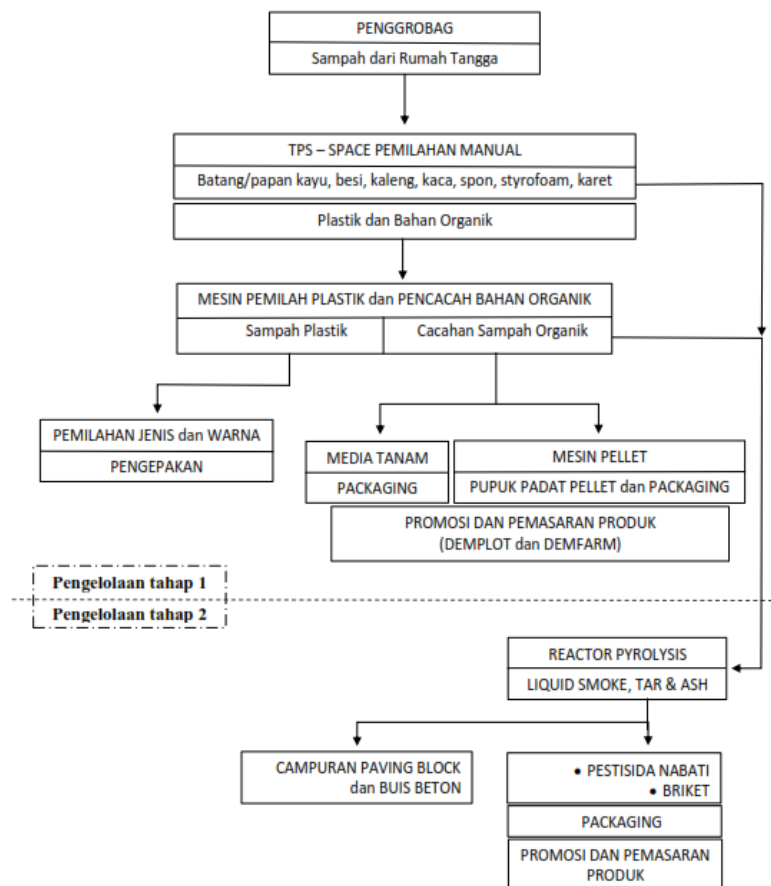 PENGGROBAG
Sampah dari Rumah Tangga
TPS – SPACE PEMILAHAN MANUAL
Batang/papan kayu, besi, kaleng, kaca, spon, styrofoam, karet
Plastik dan Bahan Organik
MESIN PEMILAH PLASTIK dan PENCACAH BAHAN ORGANIK
Sampah Plastik
Cacahan Sampah Organik
PEMILAHAN JENIS dan WARNA
PENGEPAKAN
MEDIA TANAM
PACKAGING
MESIN PELLET
PUPUK PADAT PELLET dan PACKAGING
PROMOSI DAN PEMASARAN PRODUK
(DEMPLOT dan DEMFARM)
Pengelolaan tahap 1
Pengelolaan tahap 2
REACTOR PYROLYSIS
LIQUID SMOKE, TAR & ASH
CAMPURAN PAVING BLOCK
dan BUIS BETON
• PESTISIDA NABATI
• BRIKET
PACKAGING
PROMOSI DAN PEMASARAN
PRODUK